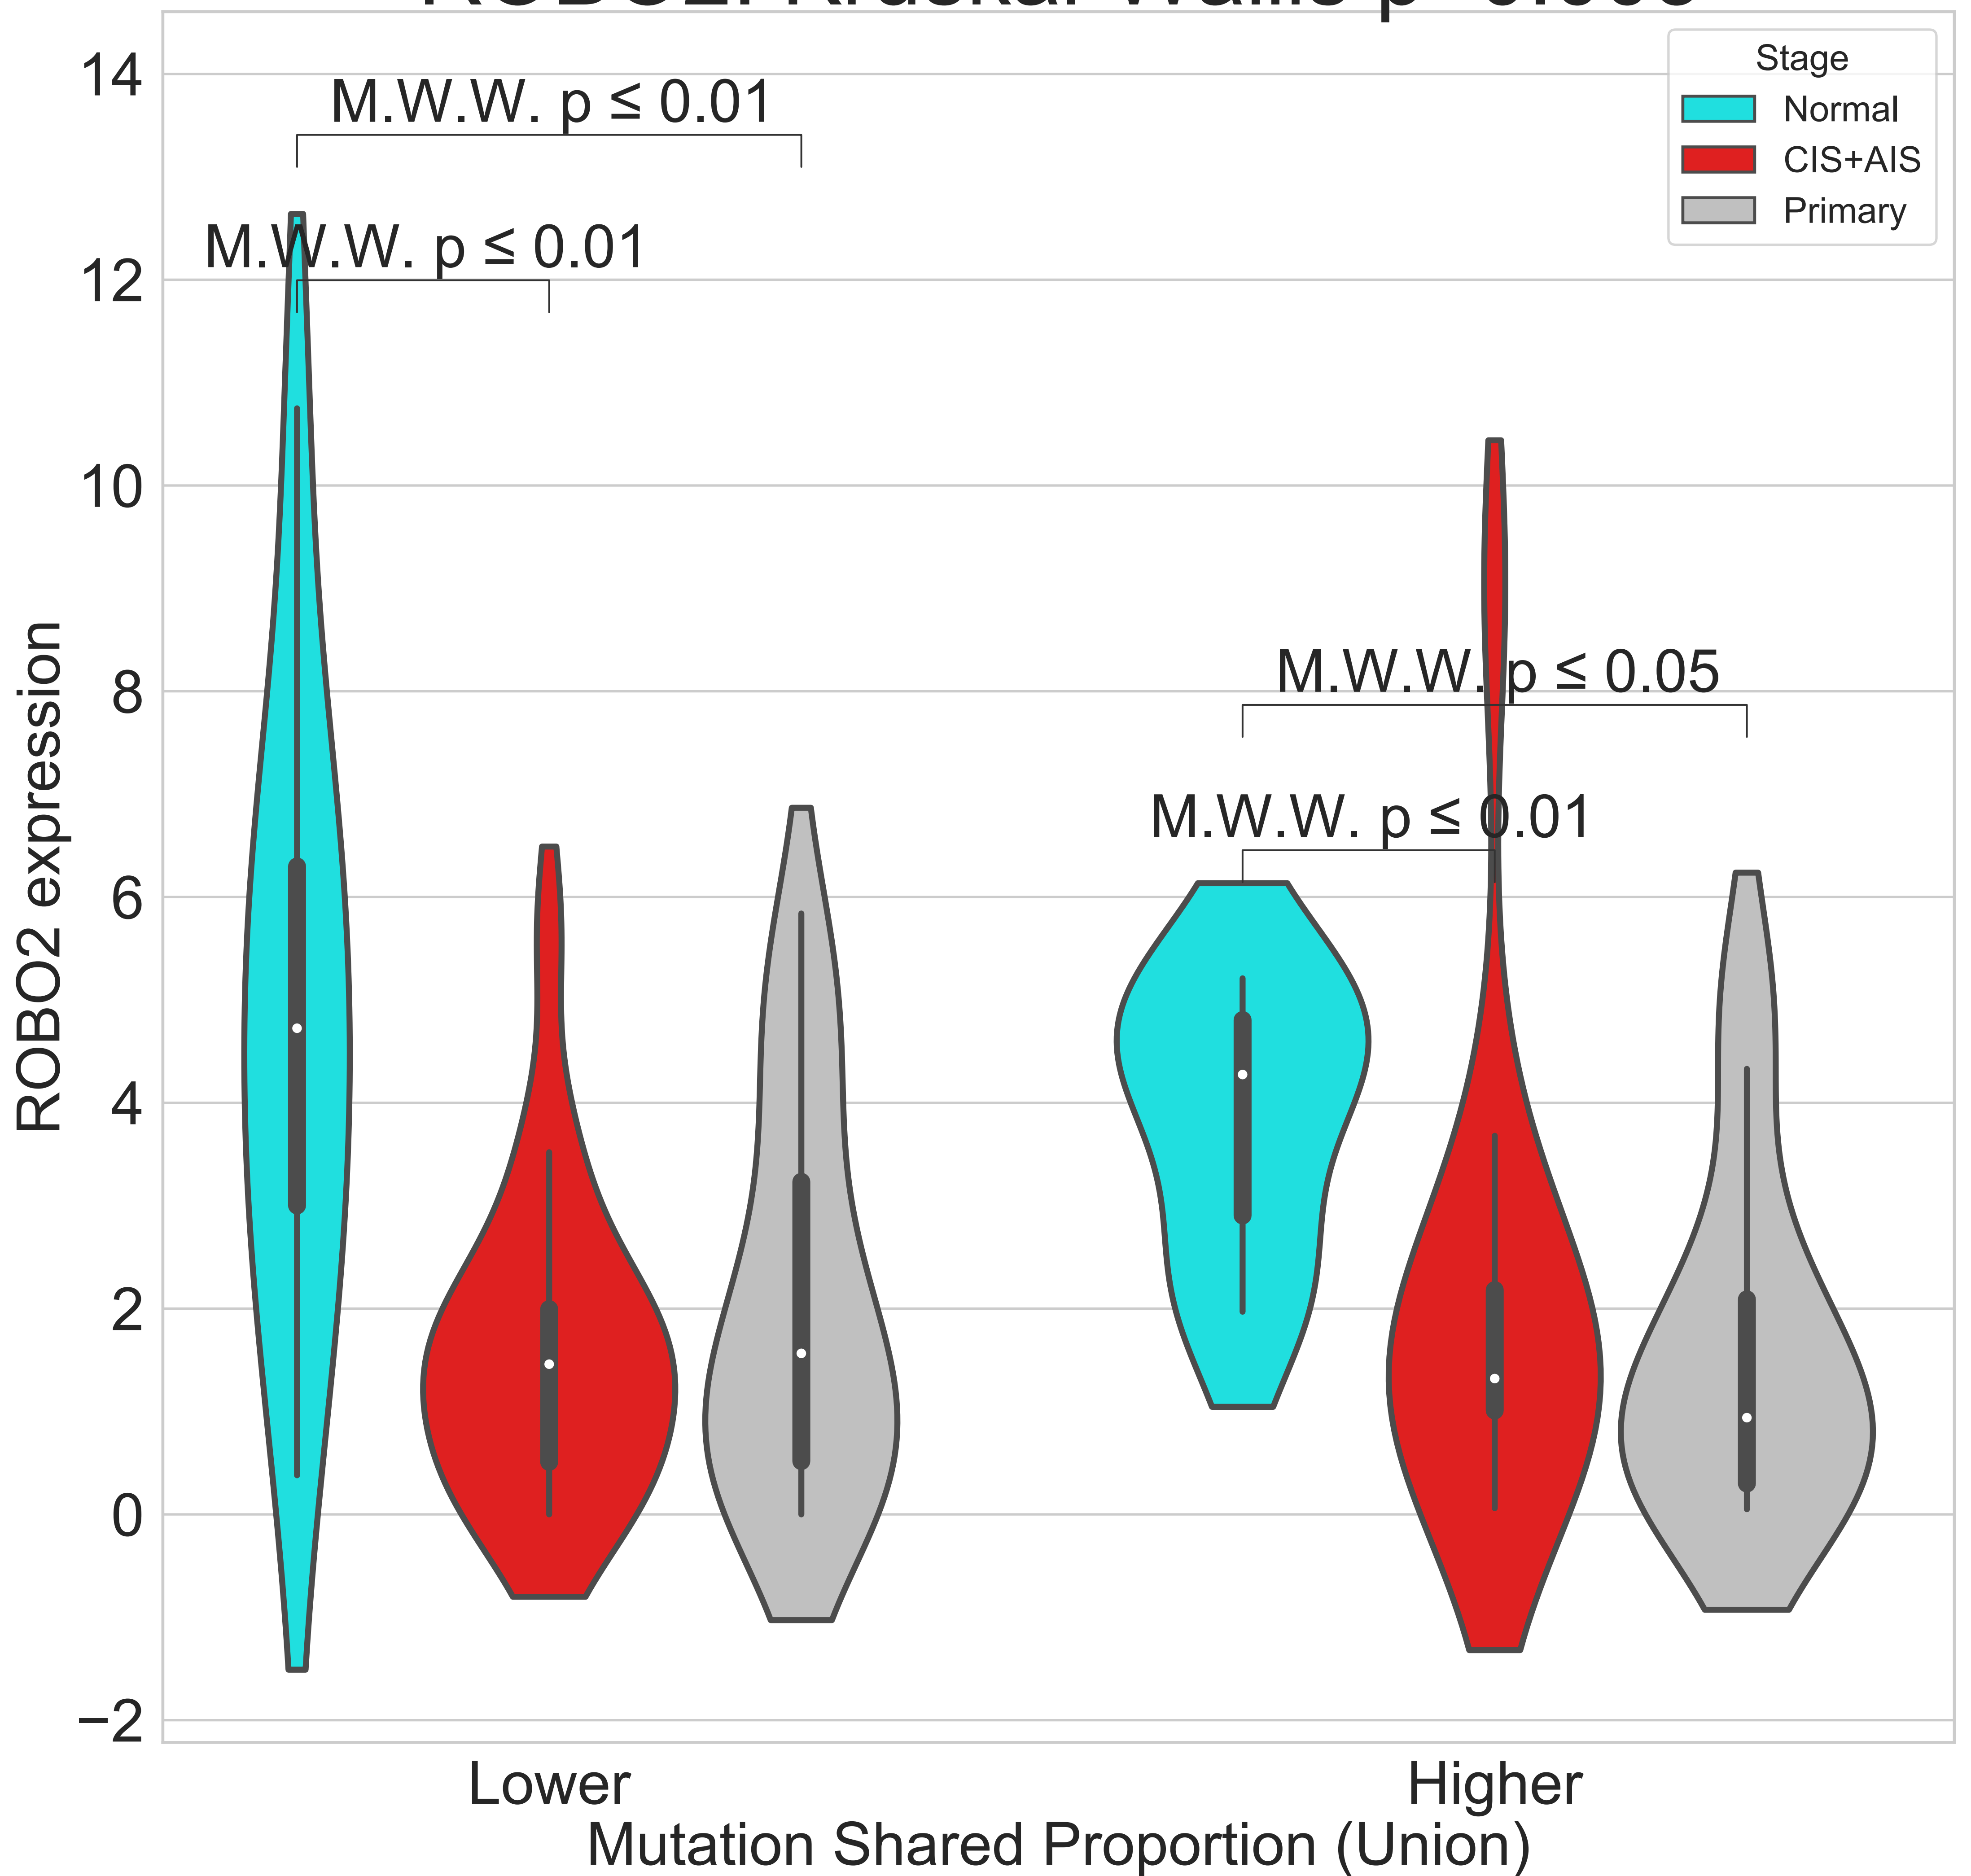 14
12
10
8
6
4
2
0
−2
ROBO2 expression
M.W.W. p ≤ 0.01
M.W.W. p ≤ 0.01
M.W.W. p ≤ 0.05
M.W.W. p ≤ 0.01
Stage
Normal
CIS+AIS
Primary
Lower
Higher
Mutation Shared Proportion (Union)